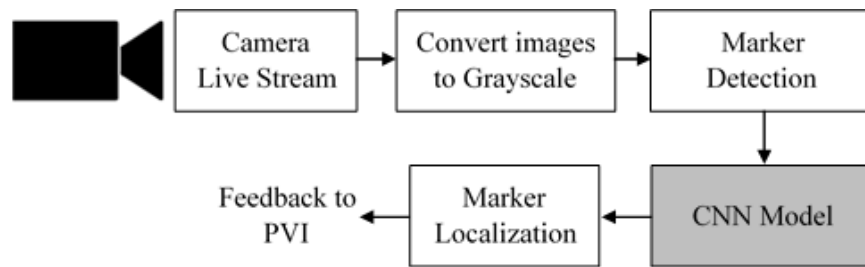 Camera
Live Stream
Convert images
to Grayscale
Marker
Detection
CNN Model
Marker
Localization
Feedback to
PVI